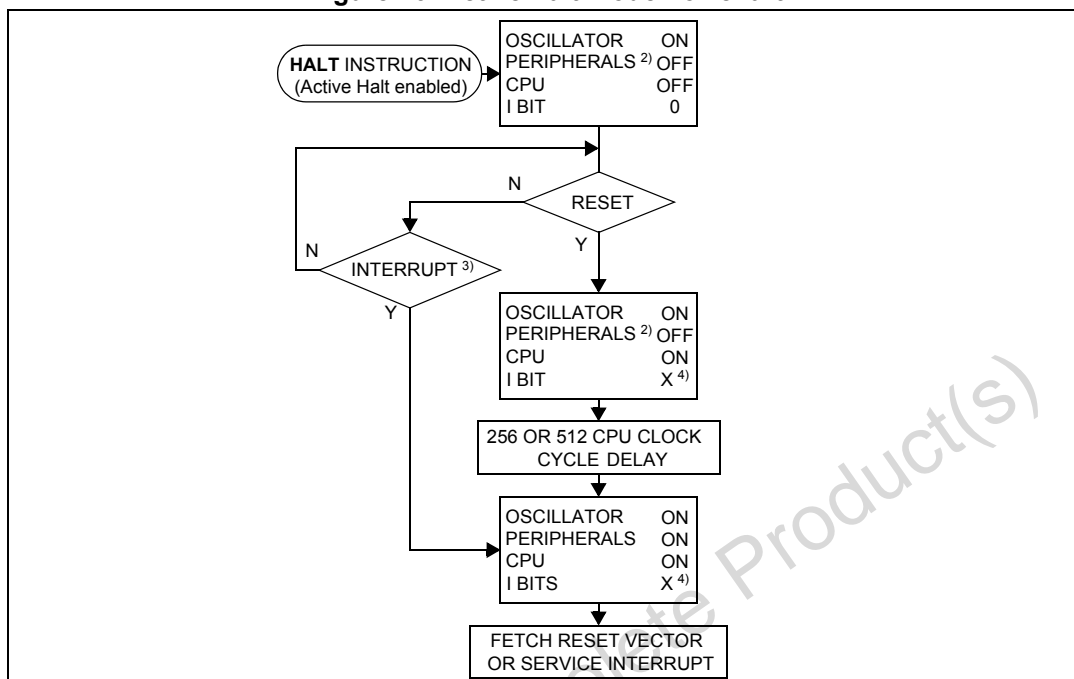 HALT INSTRUCTION
(Active Halt enabled)
OSCILLATOR ON
PERIPHERALS 2) OFF
CPU OFF
I BIT 0
N
RESET
Y
N
INTERRUPT 3)
Y
OSCILLATOR ON
PERIPHERALS 2) OFF
CPU ON
I BIT X 4)
256 OR 512 CPU CLOCK
CYCLE DELAY
OSCILLATOR ON
PERIPHERALS ON
CPU ON
I BITS X 4)
FETCH RESET VECTOR
OR SERVICE INTERRUPT
Product(s)